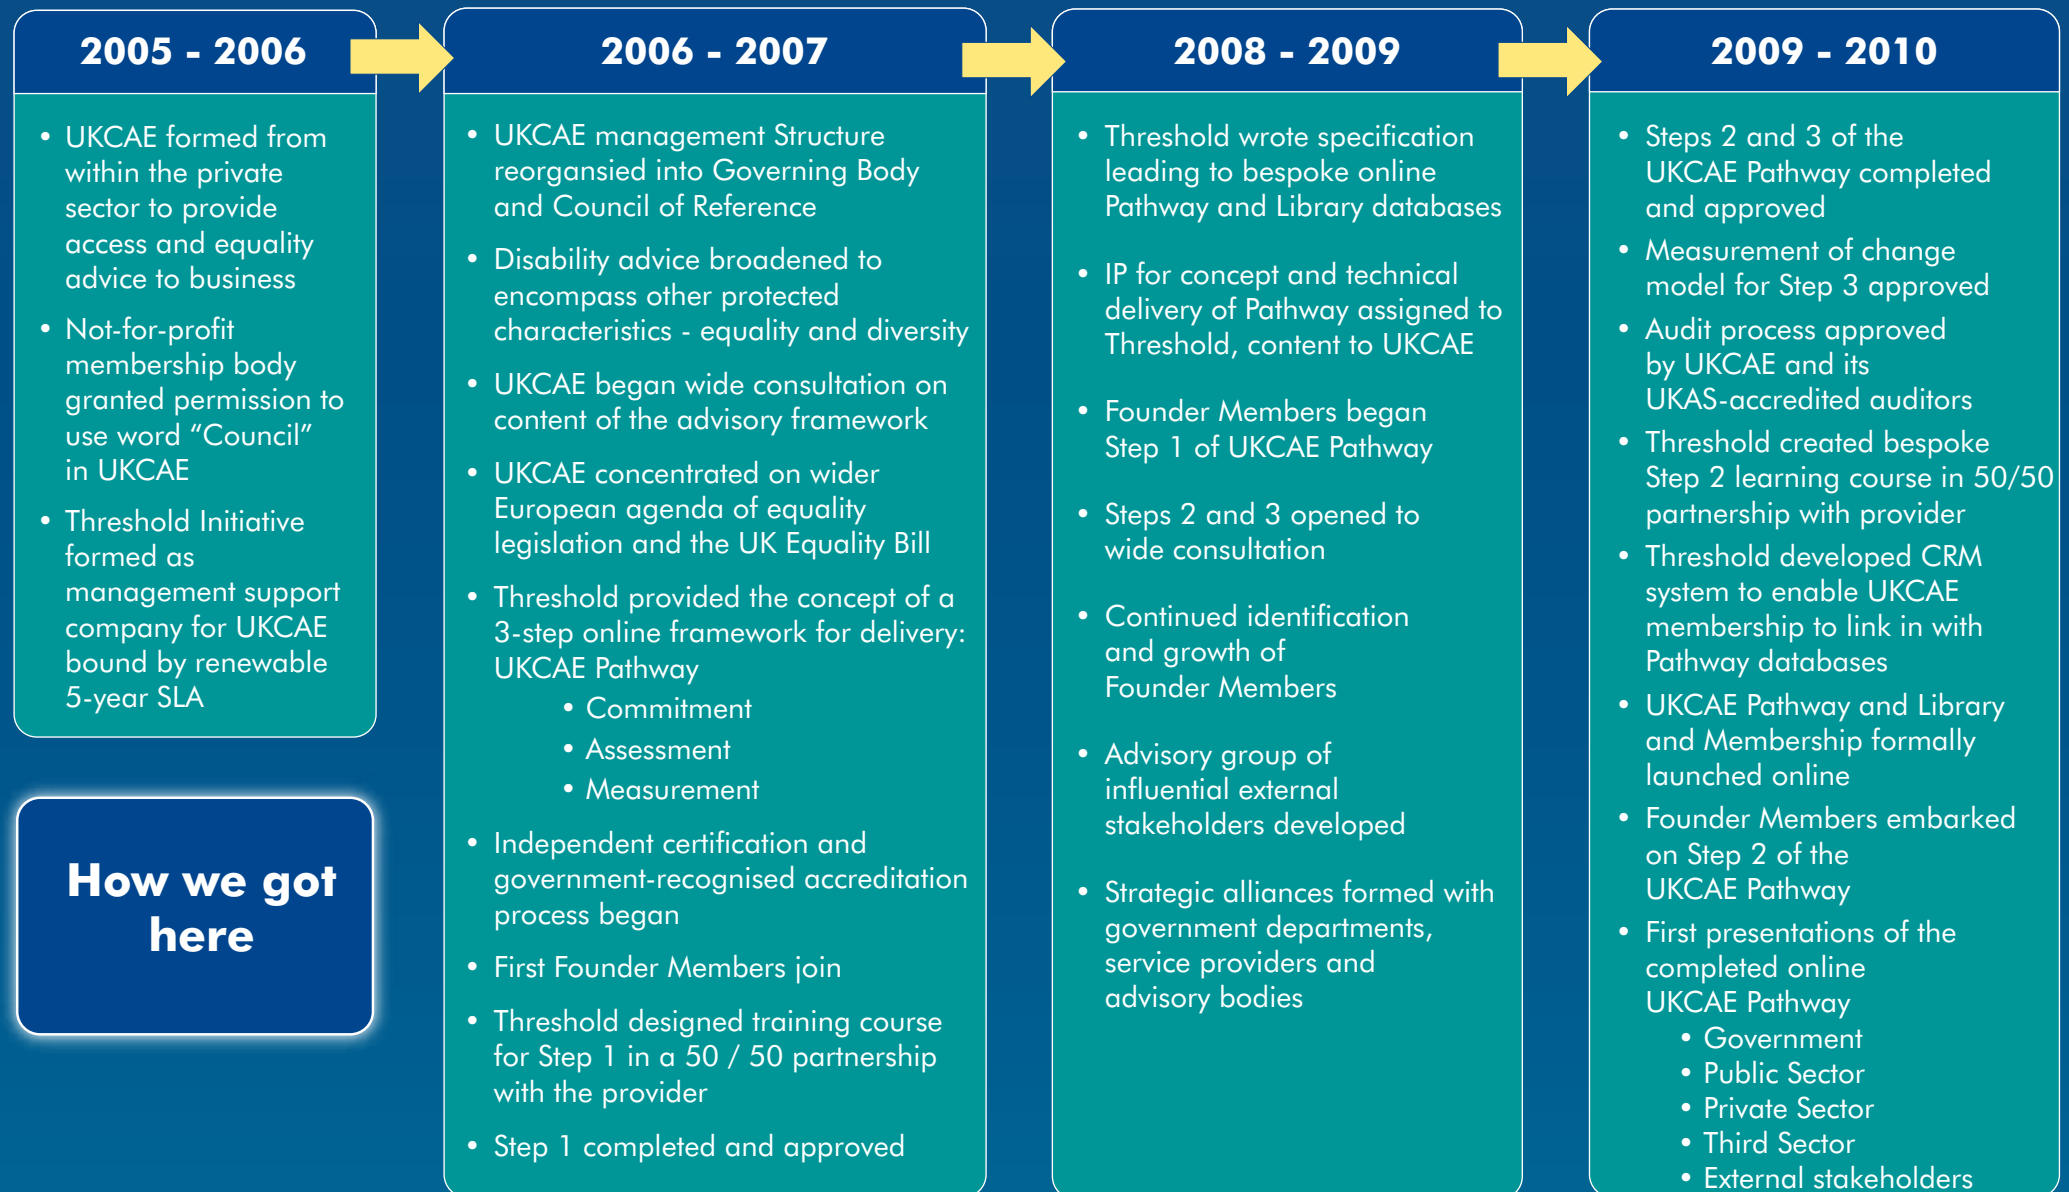 2005 - 2006
• UKCAE formed from
within the private
sector to provide
access and equality
advice to business
• Not-for-profit
membership body
granted permission to
use word “Council”
in UKCAE
• Threshold Initiative
formed as
management support
company for UKCAE
bound by renewable
5-year SLA
How we got
here
2006 - 2007
• UKCAE management Structure
reorgansied into Governing Body
and Council of Reference
• Disability advice broadened to
encompass other protected
characteristics - equality and diversity
• UKCAE began wide consultation on
content of the advisory framework
• UKCAE concentrated on wider
European agenda of equality
legislation and the UK Equality Bill
• Threshold provided the concept of a
3-step online framework for delivery:
UKCAE Pathway
• Commitment
• Assessment
• Measurement
• Independent certification and
government-recognised accreditation
process began
• First Founder Members join
• Threshold designed training course
for Step 1 in a 50 / 50 partnership
with the provider
• Step 1 completed and approved
2008 - 2009
• Threshold wrote specification
leading to bespoke online
Pathway and Library databases
• IP for concept and technical
delivery of Pathway assigned to
Threshold, content to UKCAE
• Founder Members began
Step 1 of UKCAE Pathway
• Steps 2 and 3 opened to
wide consultation
• Continued identification
and growth of
Founder Members
• Advisory group of
influential external
stakeholders developed
• Strategic alliances formed with
government departments,
service providers and
advisory bodies
2009 - 2010
• Steps 2 and 3 of the
UKCAE Pathway completed
and approved
• Measurement of change
model for Step 3 approved
• Audit process approved
by UKCAE and its
UKAS-accredited auditors
• Threshold created bespoke
Step 2 learning course in 50/50
partnership with provider
• Threshold developed CRM
system to enable UKCAE
membership to link in with
Pathway databases
• UKCAE Pathway and Library
and Membership formally
launched online
• Founder Members embarked
on Step 2 of the
UKCAE Pathway
• First presentations of the
completed online
UKCAE Pathway
• Government
• Public Sector
• Private Sector
• Third Sector
• External stakeholders